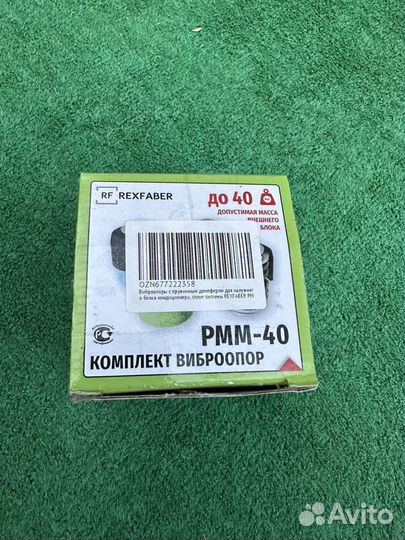 RF REXFABER
до 40
ДОПУСТИМАЯ МАССА
ВНЕШНЕГО
БЛОКА
OZN677222358
Виброопоры с пружинным демпфером для наружног
о блока кондиционера, сплит системы REXFABER РМ
РММ-40
КОМПЛЕКТ ВИБРООПОР
Avito